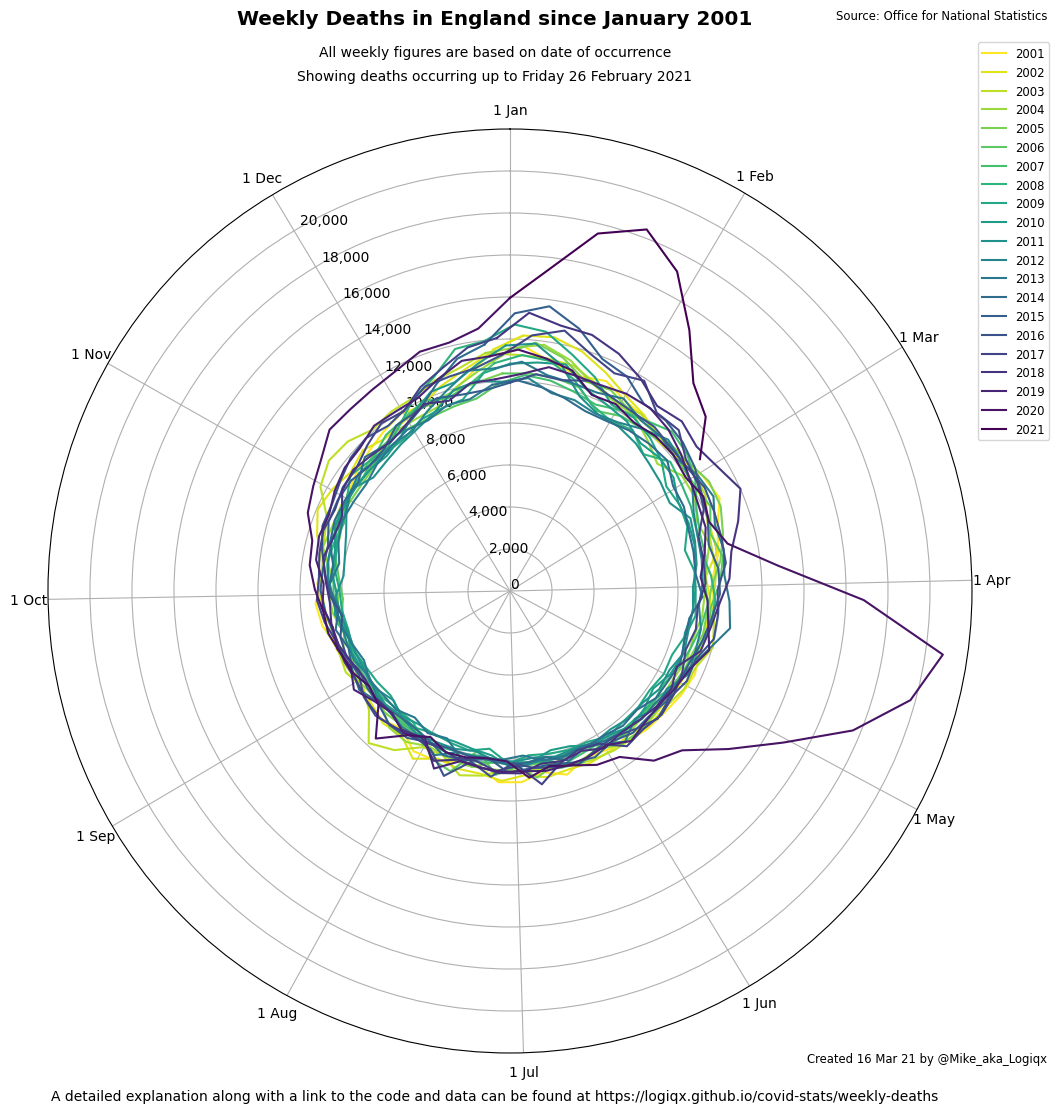 Weekly Deaths in England since January 2001
Source: Office for National Statistics
All weekly figures are based on date of occurrence
Showing deaths occurring up to Friday 26 February 2021
2001
2002
2003
2004
2005
2006
2007
2008
2009
2010
2011
2012
2013
2014
2015
2016
2017
2018
2019
2020
2021
1 Jan
1 Feb
1 Mar
1 Apr
1 May
1 Jun
1 Jul
1 Aug
1 Sep
1 Oct
1 Nov
1 Dec
20,000
18,000
16,000
14,000
12,000
10,000
8,000
6,000
4,000
2,000
0
Created 16 Mar 21 by @Mike_aka_Logiqx
A detailed explanation along with a link to the code and data can be found at https://logiqx.github.io/covid-stats/weekly-deaths